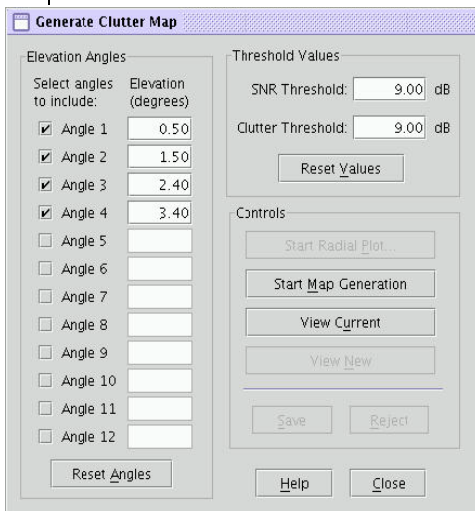 Generate Clutter Map
Elevation Angles
Select angles to include:
Elevation (degrees)
Angle 1 0.50
Angle 2 1.50
Angle 3 2.40
Angle 4 3.40
Angle 5
Angle 6
Angle 7
Angle 8
Angle 9
Angle 10
Angle 11
Angle 12
Reset Angles
Threshold Values
SNR Threshold: 9.00 dB
Clutter Threshold: 9.00 dB
Reset Values
Controls
Start Radial Plot...
Start Map Generation
View Current
View New
Save Reject
Help Close